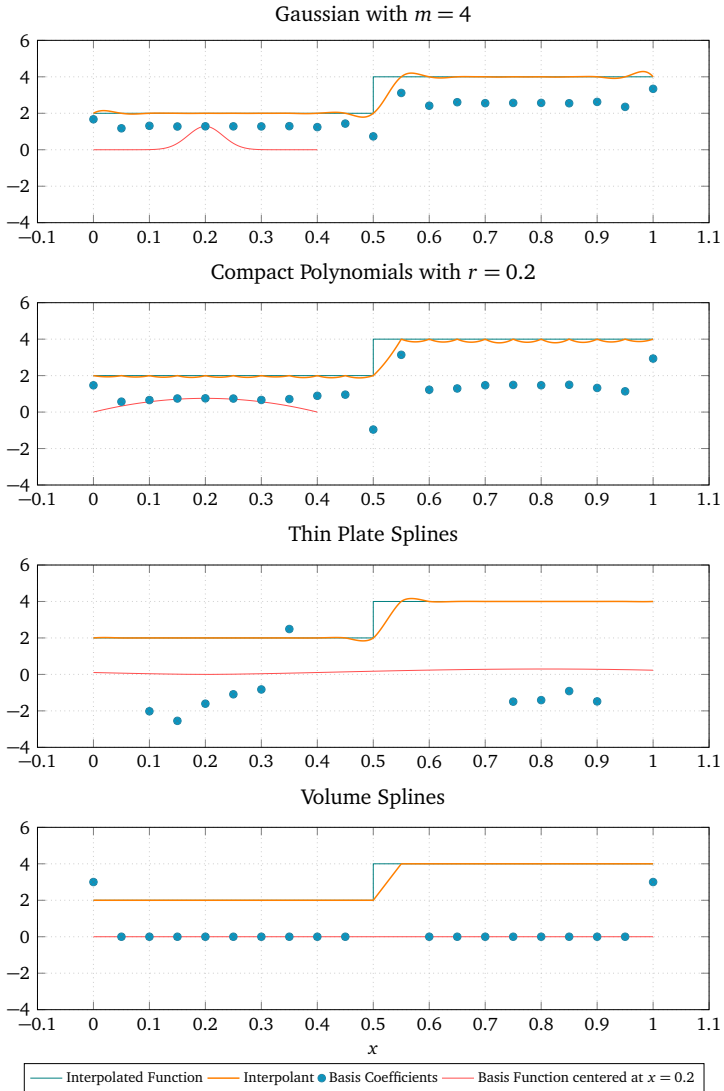 Gaussian with m = 4
6
4
2
0
−2
−4
−0.1 0 0.1 0.2 0.3 0.4 0.5 0.6 0.7 0.8 0.9 1 1.1
Compact Polynomials with r = 0.2
6
4
2
0
−2
−4
−0.1 0 0.1 0.2 0.3 0.4 0.5 0.6 0.7 0.8 0.9 1 1.1
Thin Plate Splines
6
4
2
0
−2
−4
−0.1 0 0.1 0.2 0.3 0.4 0.5 0.6 0.7 0.8 0.9 1 1.1
Volume Splines
6
4
2
0
−2
−4
−0.1 0 0.1 0.2 0.3 0.4 0.5 0.6 0.7 0.8 0.9 1 1.1
x
Interpolated Function Interpolant Basis Coefficients Basis Function centered at x = 0.2